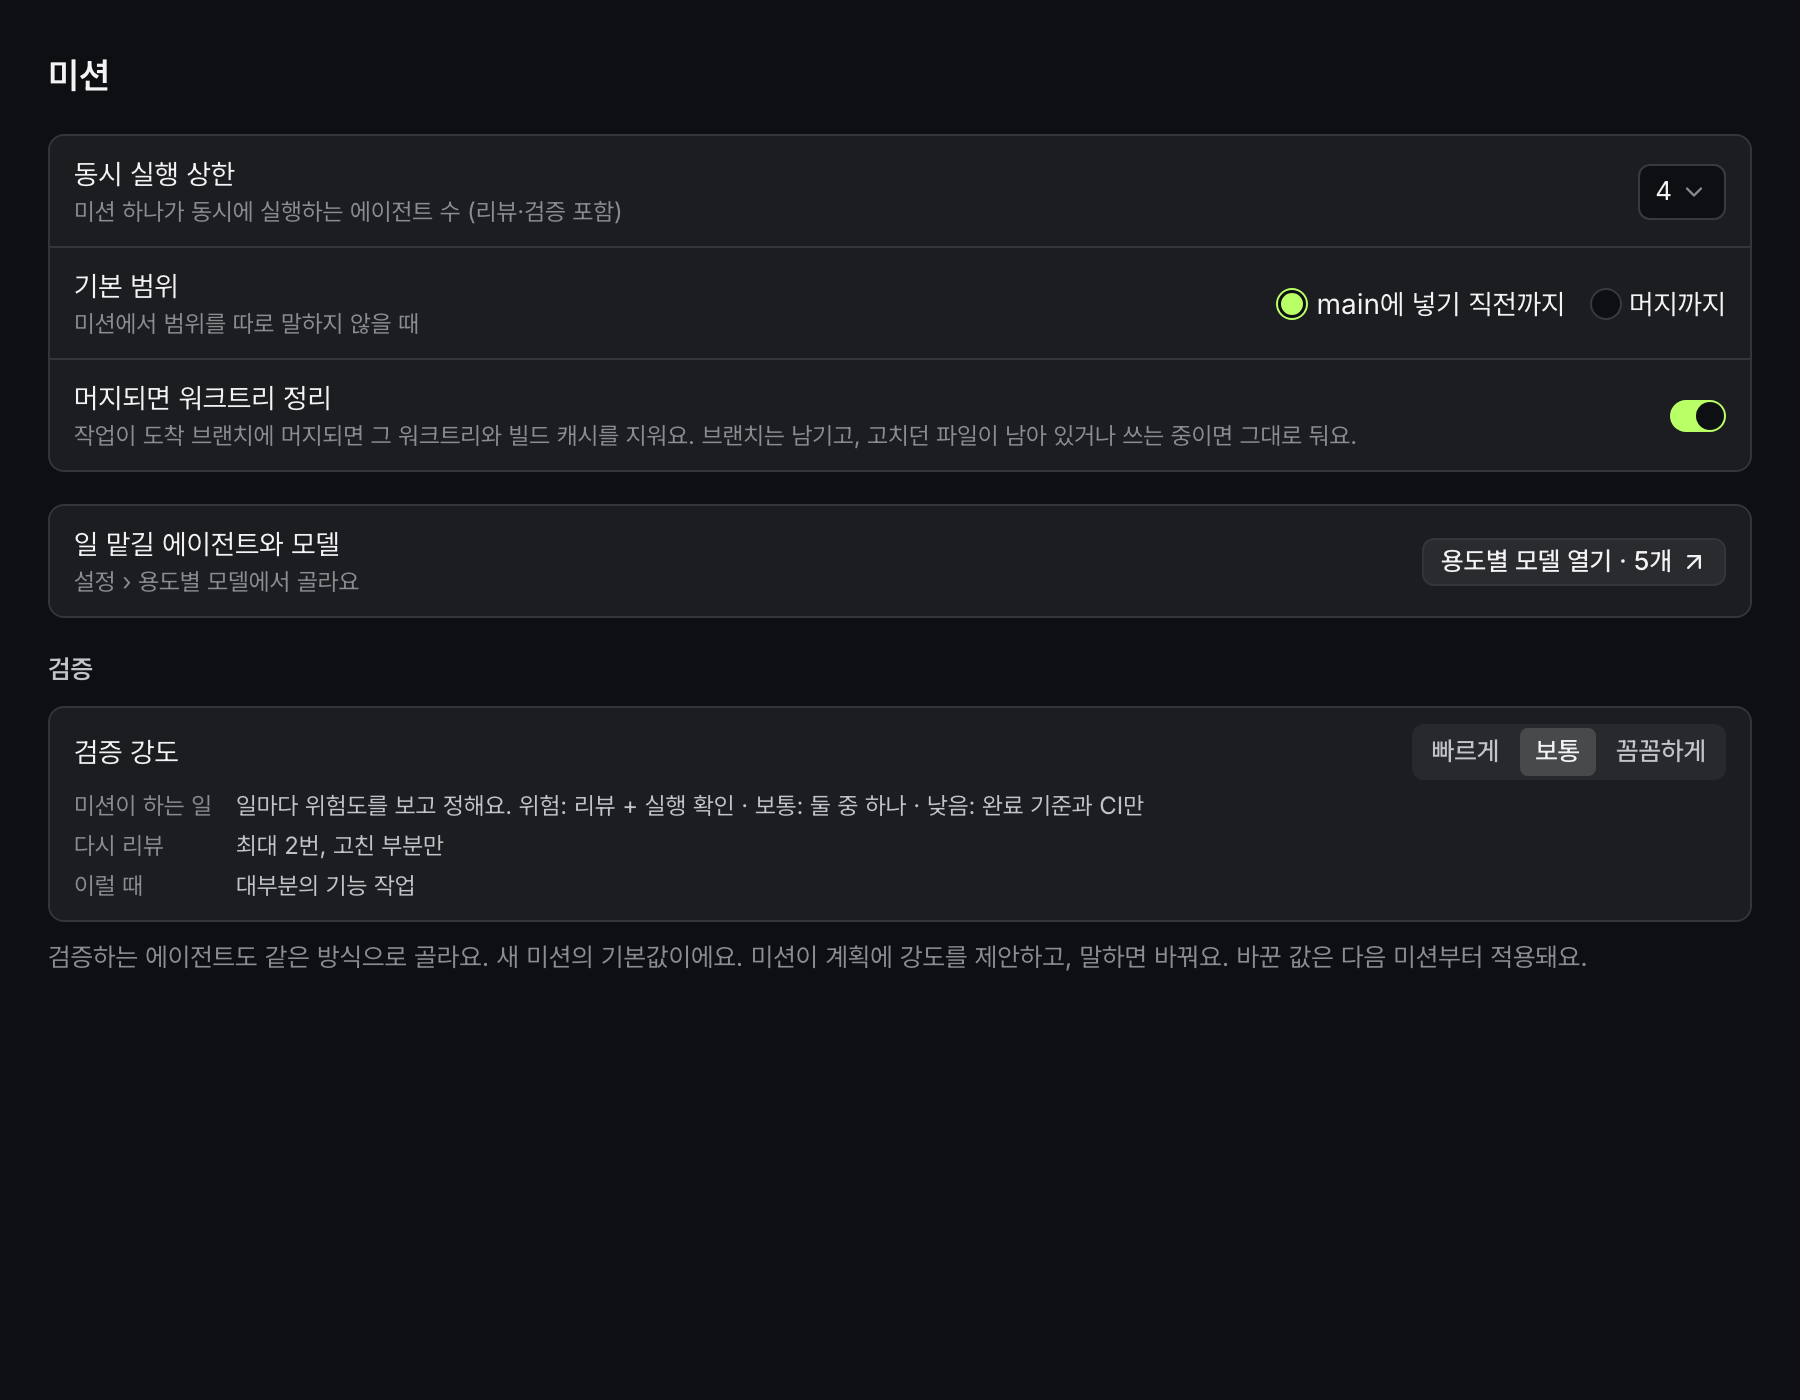 미션
동시 실행 상한
미션 하나가 동시에 실행하는 에이전트 수 (리뷰·검증 포함)
4
기본 범위
미션에서 범위를 따로 말하지 않을 때
main에 넣기 직전까지
머지까지
머지되면 워크트리 정리
작업이 도착 브랜치에 머지되면 그 워크트리와 빌드 캐시를 지워요. 브랜치는 남기고, 고치던 파일이 남아 있거나 쓰는 중이면 그대로 둬요.
일 맡길 에이전트와 모델
설정 › 용도별 모델에서 골라요
용도별 모델 열기 · 5개
검증
검증 강도
빠르게 보통 꼼꼼하게
미션이 하는 일 일마다 위험도를 보고 정해요. 위험: 리뷰 + 실행 확인 · 보통: 둘 중 하나 · 낮음: 완료 기준과 CI만
다시 리뷰 최대 2번, 고친 부분만
이럴 때 대부분의 기능 작업
검증하는 에이전트도 같은 방식으로 골라요. 새 미션의 기본값이에요. 미션이 계획에 강도를 제안하고, 말하면 바꿔요. 바꾼 값은 다음 미션부터 적용돼요.